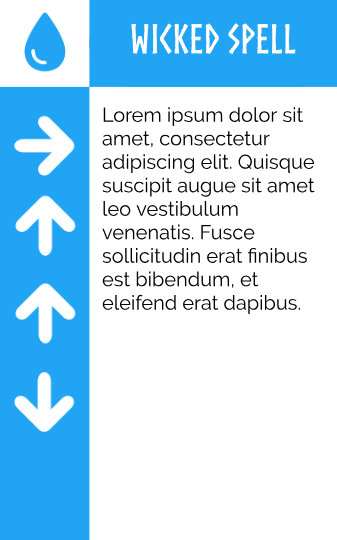 WICKED SPELL
Lorem ipsum dolor sit
amet, consectetur
adipiscing elit. Quisque
suscipit augue sit amet
leo vestibulum
venenatis. Fusce
sollicitudin erat finibus
est bibendum, et
eleifend erat dapibus.